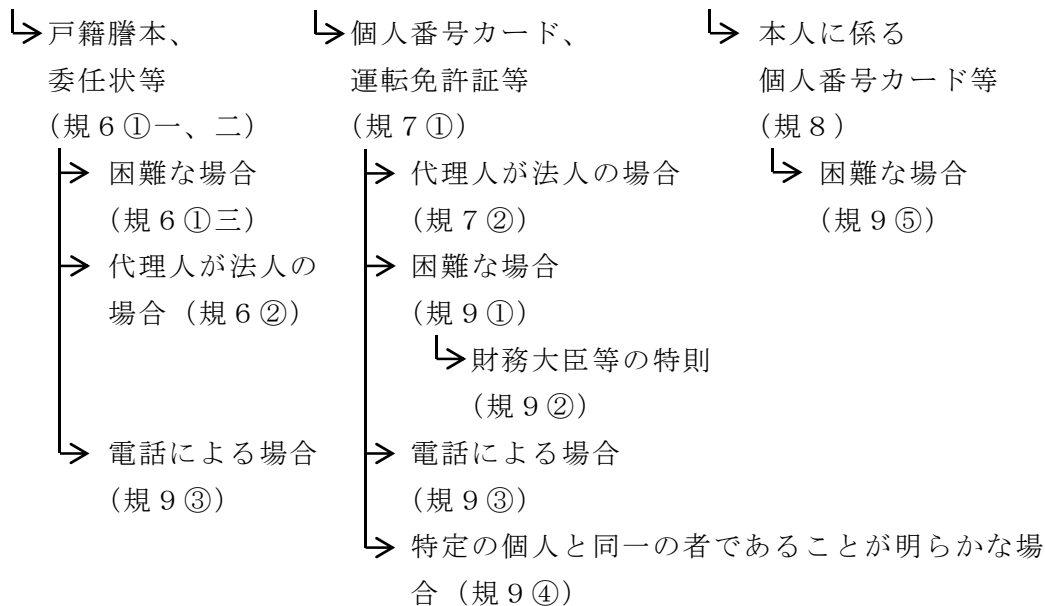 戸籍謄本、
委任状等
（規６①一、二）
困難な場合
（規６①三）
代理人が法人の
場合（規６②）
電話による場合
（規９③）
個人番号カード、
運転免許証等
（規７①）
代理人が法人の場合
（規７②）
困難な場合
（規９①）
財務大臣等の特則
（規９②）
電話による場合
（規９③）
特定の個人と同一の者であることが明らかな場
合（規９④）
本人に係る
個人番号カード等
（規８）
困難な場合
（規９⑤）